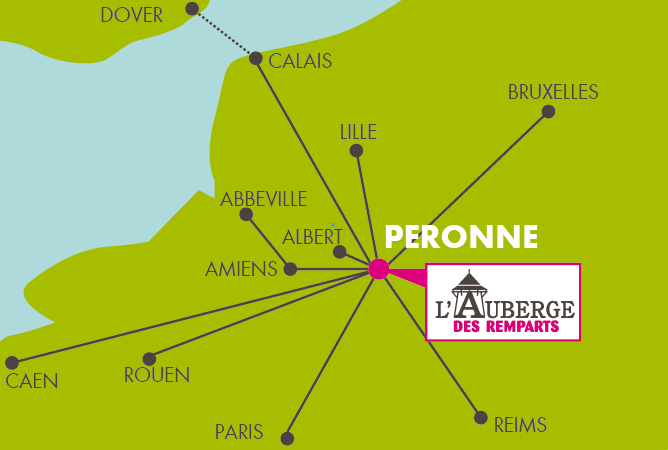 DOVER
CALAIS
BRUXELLES
LILLE
ABBEVILLE
ALBERT
PERONNE
AMIENS
L'AUBERGE
DES REMPARTS
CAEN
ROUEN
PARIS
REIMS